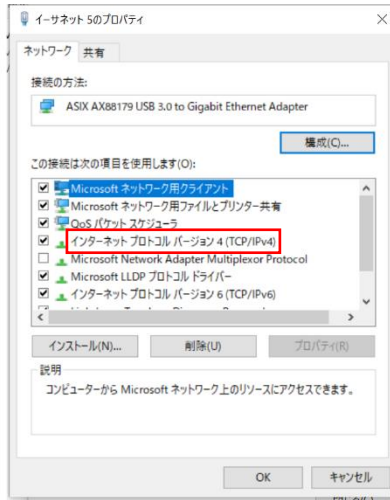 イーサネット 5のプロパティ
ネットワーク 共有
接続の方法:
ASIX AX88179 USB 3.0 to Gigabit Ethernet Adapter
構成(C)...
この接続は次の項目を使用します(O):
Microsoft ネットワーク用クライアント
Microsoft ネットワーク用ファイルとプリンター共有
QoS パケット スケジューラ
インターネット プロトコル バージョン 4 (TCP/IPv4)
Microsoft Network Adapter Multiplexor Protocol
Microsoft LLDP プロトコル ドライバー
インターネット プロトコル バージョン 6 (TCP/IPv6)
インストール(N)... 削除(U) プロパティ(R)
説明
コンピューターから Microsoft ネットワーク上のリソースにアクセスできます。
OK キャンセル